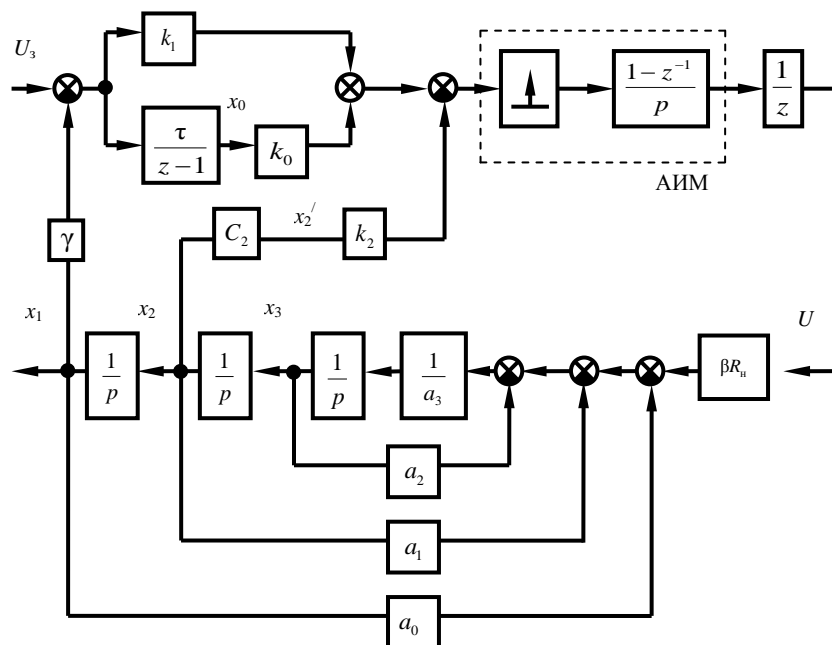 U_з
k_1
x_0
τ / (z − 1)
k_0
(1 − z^{-1}) / p
1 / z
АИМ
C_2
x_2^/
k_2
γ
x_1
x_2
x_3
U
1 / p
1 / p
1 / p
1 / a_3
βR_н
a_2
a_1
a_0